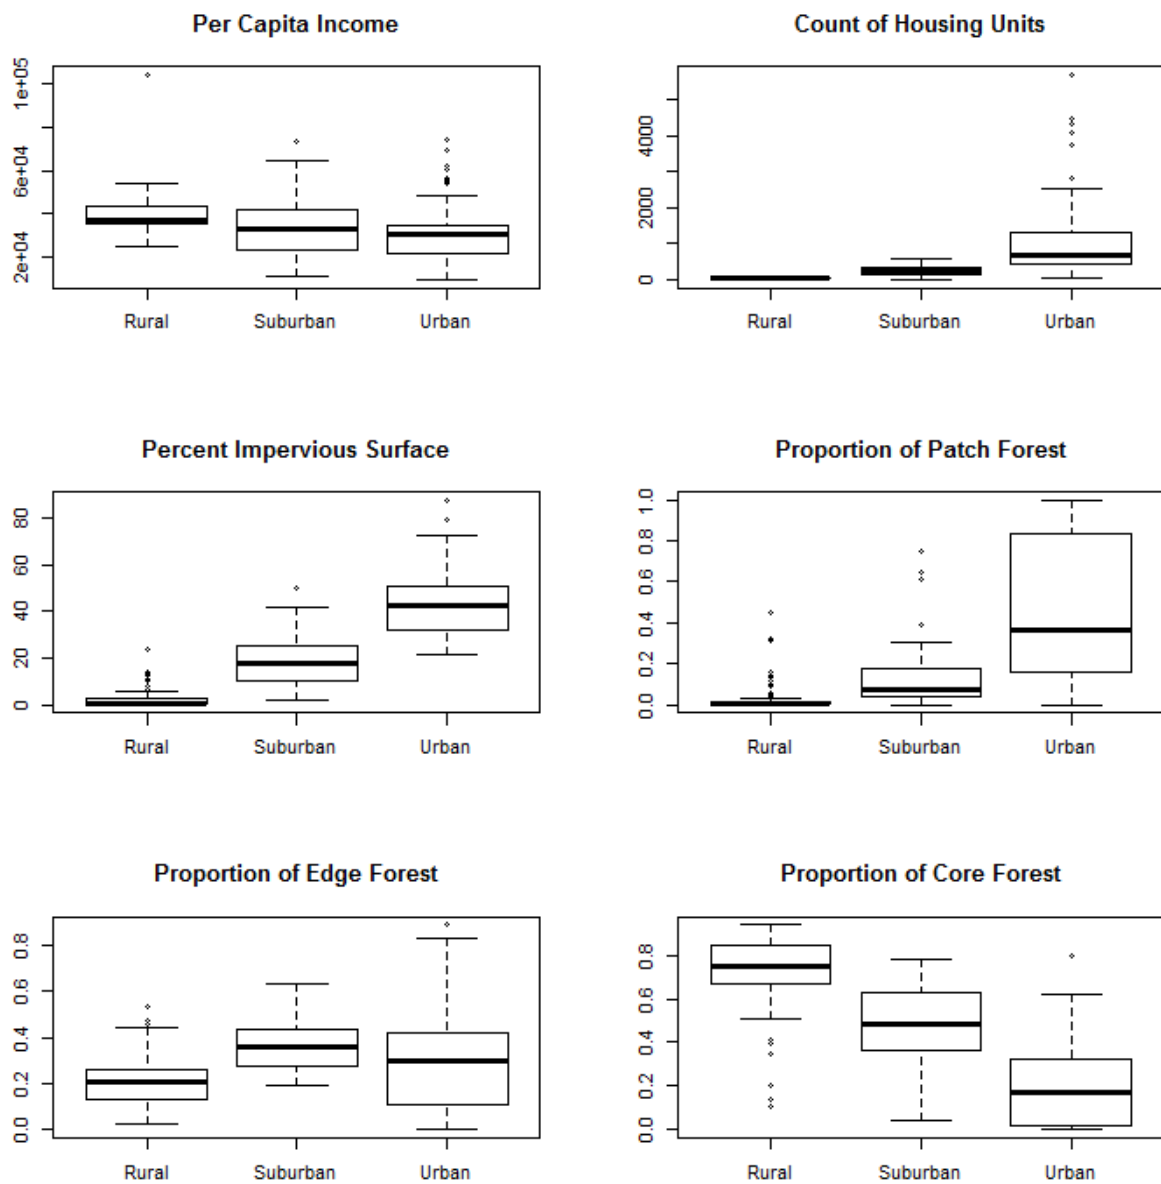 Per Capita Income
1e+05
6e+04
2e+04
Rural Suburban Urban
Count of Housing Units
4000
2000
0
Rural Suburban Urban
Percent Impervious Surface
80
60
40
20
0
Rural Suburban Urban
Proportion of Patch Forest
1.0
0.8
0.6
0.4
0.2
0.0
Rural Suburban Urban
Proportion of Edge Forest
0.8
0.6
0.4
0.2
0.0
Rural Suburban Urban
Proportion of Core Forest
0.8
0.6
0.4
0.2
0.0
Rural Suburban Urban